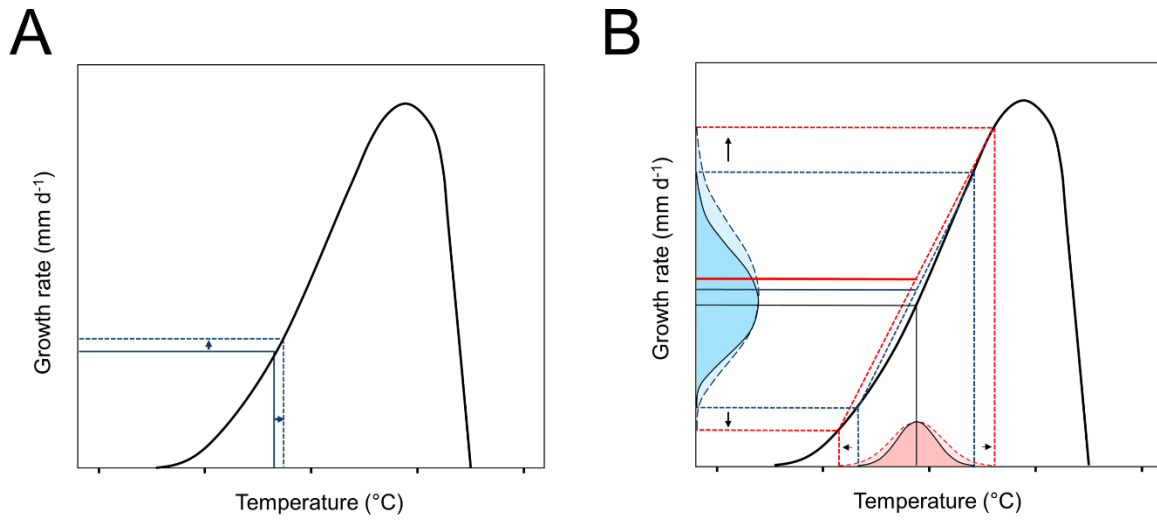 A
B
Growth rate (mm d⁻¹)
Growth rate (mm d⁻¹)
Temperature (°C)
Temperature (°C)